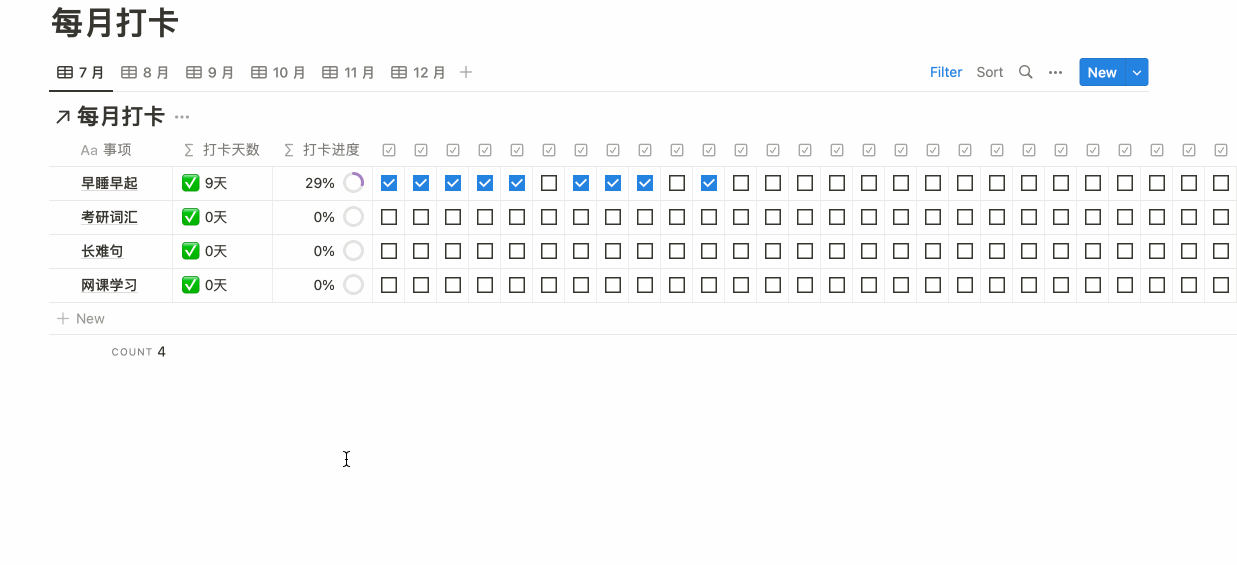 每月打卡
7 月 8 月 9 月 10 月 11 月 12 月 Filter Sort New
每月打卡
Aa 事项 Σ 打卡天数 Σ 打卡进度
早睡早起 9天 29%
考研词汇 0天 0%
长难句 0天 0%
网课学习 0天 0%
New
COUNT 4